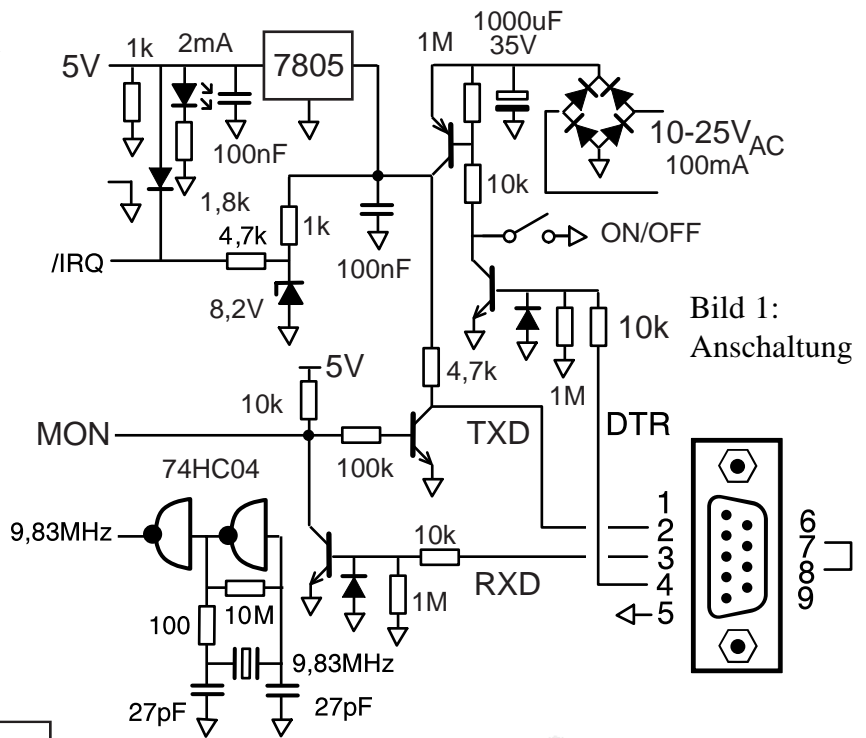 1000uF
35V
1k
2mA
1M
5V
7805
10-25V AC
100mA
100nF
10k
1,8k
1k
4,7k
ON/OFF
/IRQ
100nF
8,2V
Bild 1:
Anschaltung
10k
5V
4,7k
1M
10k
MON
TXD
DTR
100k
74HC04
1
2
3
4
5
6
7
8
9
9,83MHz
10k
RXD
1M
10M
100
9,83MHz
27pF
27pF